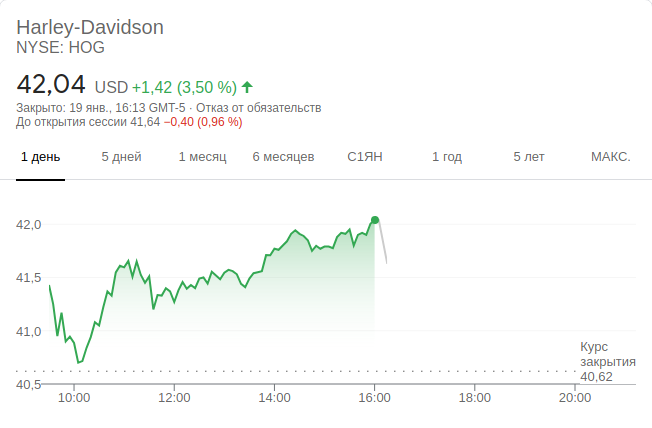 Harley-Davidson
NYSE: HOG
42,04 USD +1,42 (3,50 %)
Закрыто: 19 янв., 16:13 GMT-5 · Отказ от обязательств
До открытия сессии 41,64 −0,40 (0,96 %)
1 день 5 дней 1 месяц 6 месяцев С1ЯН 1 год 5 лет МАКС.
42,0
41,5
41,0
Курс
закрытия
40,62
40,5
10:00 12:00 14:00 16:00 18:00 20:00